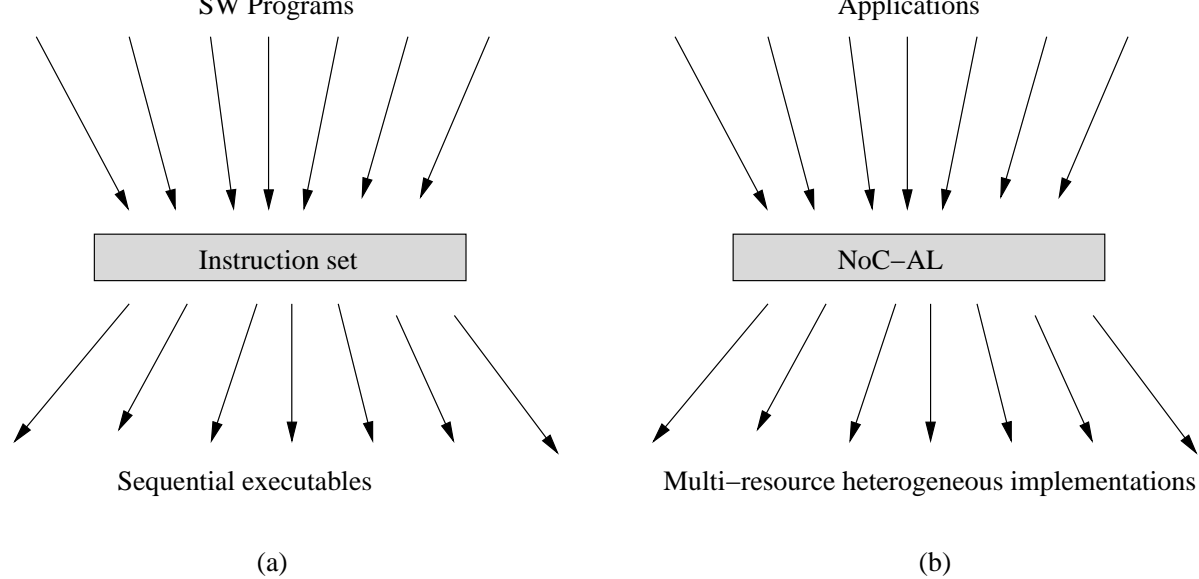 SW Programs
Applications
Instruction set
NoC−AL
Sequential executables
Multi−resource heterogeneous implementations
(a)
(b)